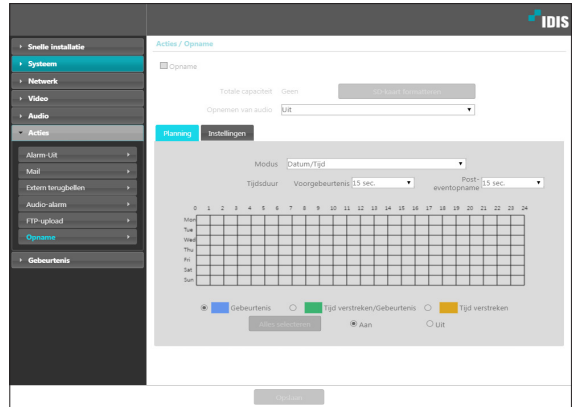 IDIS
Snelle installatie
Systeem
Netwerk
Video
Audio
Acties
Alarm-Uit
Mail
Extern terugbellen
Audio-alarm
FTP-upload
Opname
Gebeurtenis
Acties / Opname
Opname
Totale capaciteit Geen SD-kaart formatteren
Opnemen van audio Uit
Planning Instellingen
Modus Datum/Tijd
Tijdsduur Voorgebeurtenis 15 sec. Post-eventopname 15 sec.
0 1 2 3 4 5 6 7 8 9 10 11 12 13 14 15 16 17 18 19 20 21 22 23 24
Mon
Tue
Wed
Thu
Fri
Sat
Sun
Gebeurtenis Tijd verstreken/Gebeurtenis Tijd verstreken
Alles selecteren Aan Uit
Opslaan